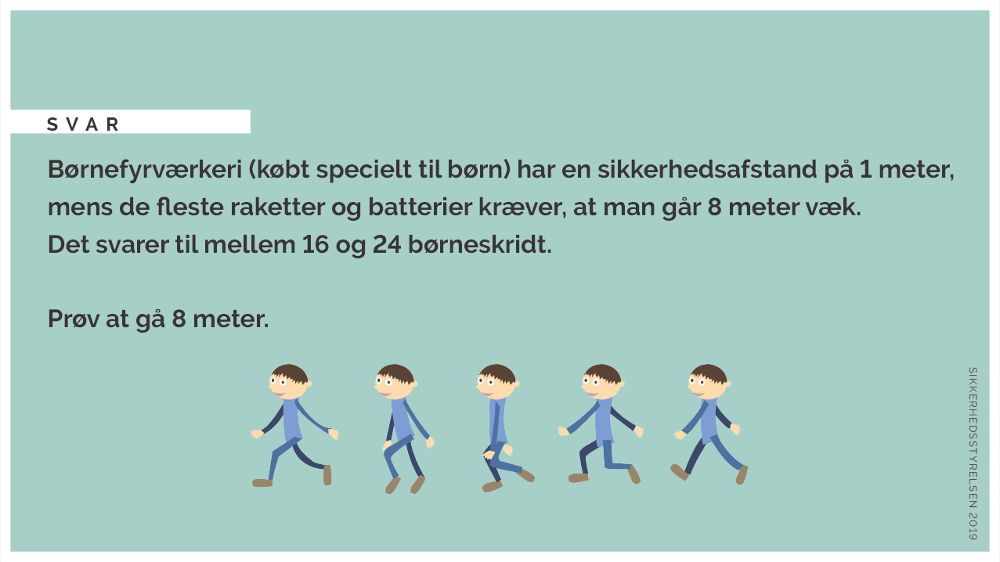 SVAR
Børnefyrværkeri (købt specielt til børn) har en sikkerhedsafstand på 1 meter,
mens de fleste raketter og batterier kræver, at man går 8 meter væk.
Det svarer til mellem 16 og 24 børneskridt.
Prøv at gå 8 meter.
SIKKERHEDSSTYRELSEN 2019